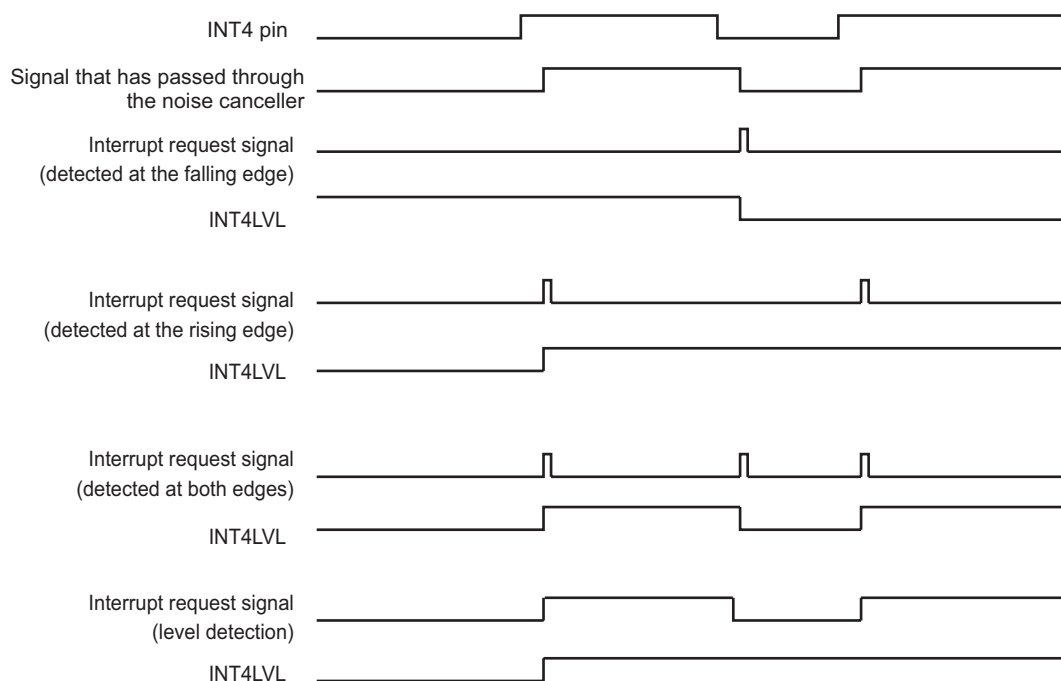 INT4 pin
Signal that has passed through
the noise canceller
Interrupt request signal
(detected at the falling edge)
INT4LVL
Interrupt request signal
(detected at the rising edge)
INT4LVL
Interrupt request signal
(detected at both edges)
INT4LVL
Interrupt request signal
(level detection)
INT4LVL